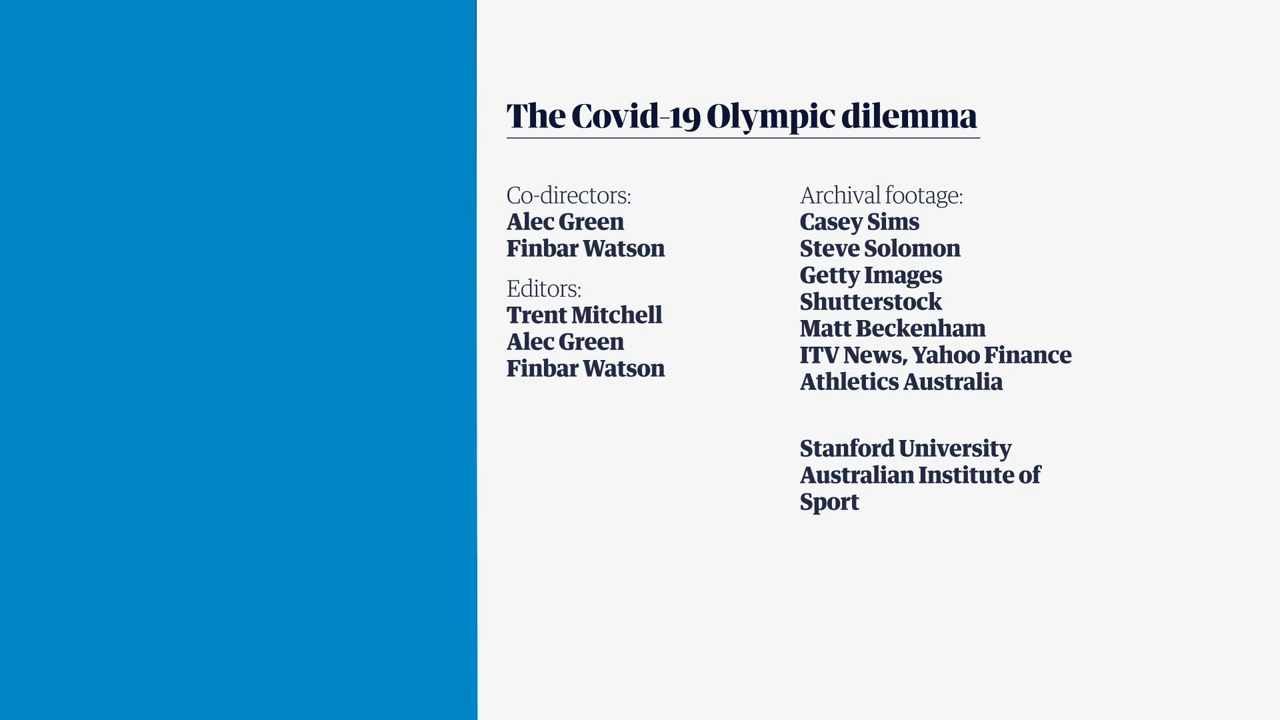 The Covid-19 Olympic dilemma
Co-directors:
Alec Green
Finbar Watson
Editors:
Trent Mitchell
Alec Green
Finbar Watson
Archival footage:
Casey Sims
Steve Solomon
Getty Images
Shutterstock
Matt Beckenham
ITV News, Yahoo Finance
Athletics Australia
Stanford University
Australian Institute of
Sport